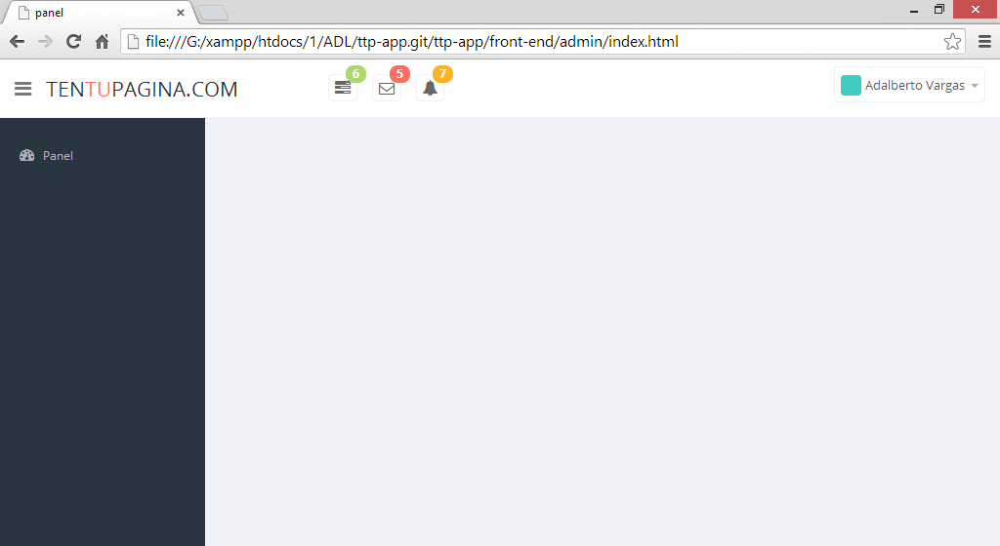 panel
file:///G:/xampp/htdocs/1/ADL/ttp-app.git/ttp-app/front-end/admin/index.html
TENTUPAGINA.COM
6
5
7
Adalberto Vargas
Panel